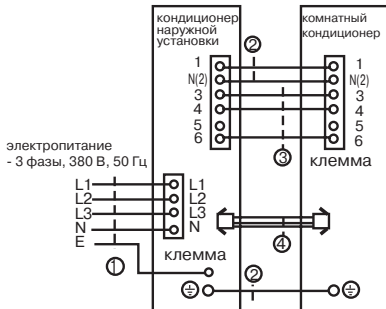 кондиционер
наружной
установки
комнатный
кондиционер
②
1 1
N(2) N(2)
3 3
4 4
5 5
6 6
③
клемма
электропитание
- 3 фазы, 380 В, 50 Гц
L1 L1
L2 L2
L3 L3
N N
E
④
①
клемма
②